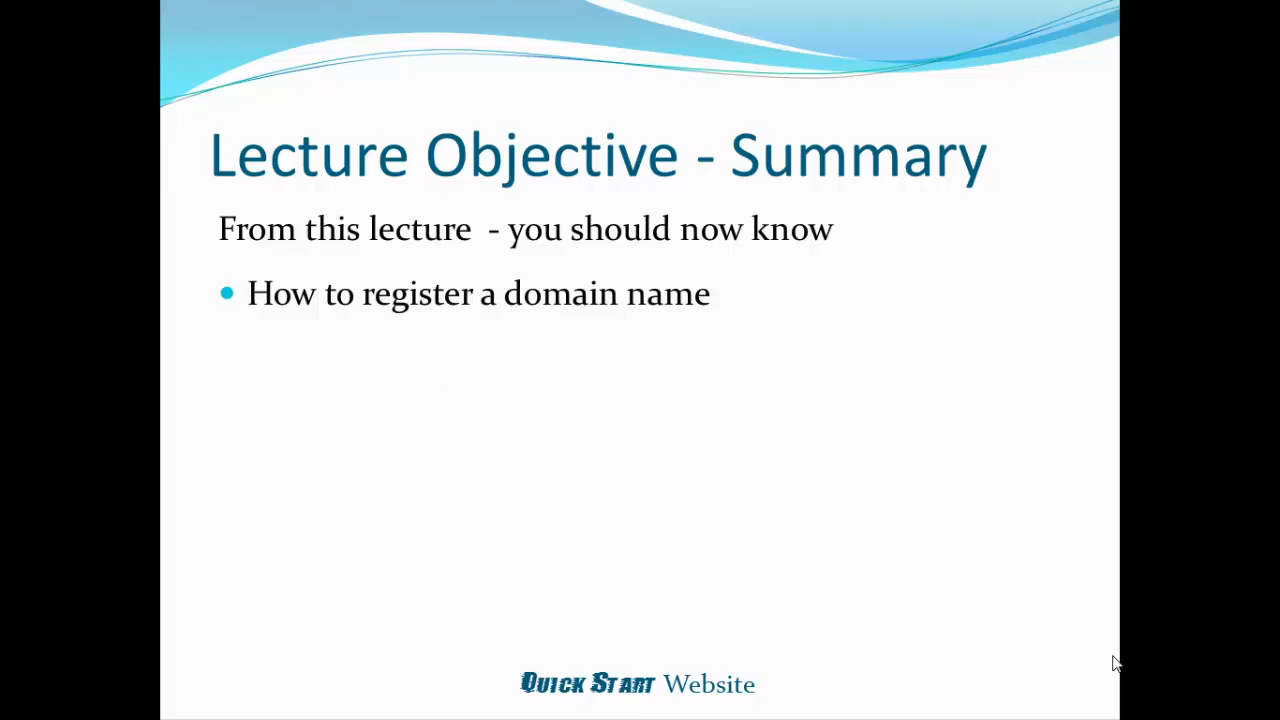 Lecture Objective - Summary
From this lecture - you should now know
• How to register a domain name
Quick Start Website